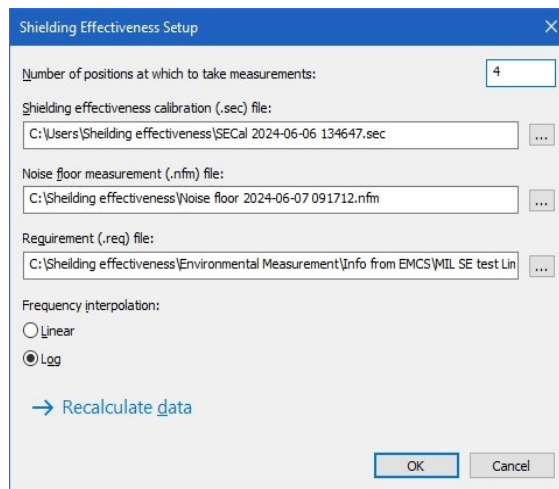 Shielding Effectiveness Setup
Number of positions at which to take measurements:
4
Shielding effectiveness calibration (.sec) file:
C:\Users\Sheilding effectiveness\SECal 2024-06-06 134647.sec
...
Noise floor measurement (.nfm) file:
C:\Sheilding effectiveness\Noise floor 2024-06-07 091712.nfm
...
Requirement (.req) file:
C:\Sheilding effectiveness\Environmental Measurement\Info from EMCS\MIL SE test Lin
...
Frequency interpolation:
Linear
Log
Recalculate data
OK
Cancel